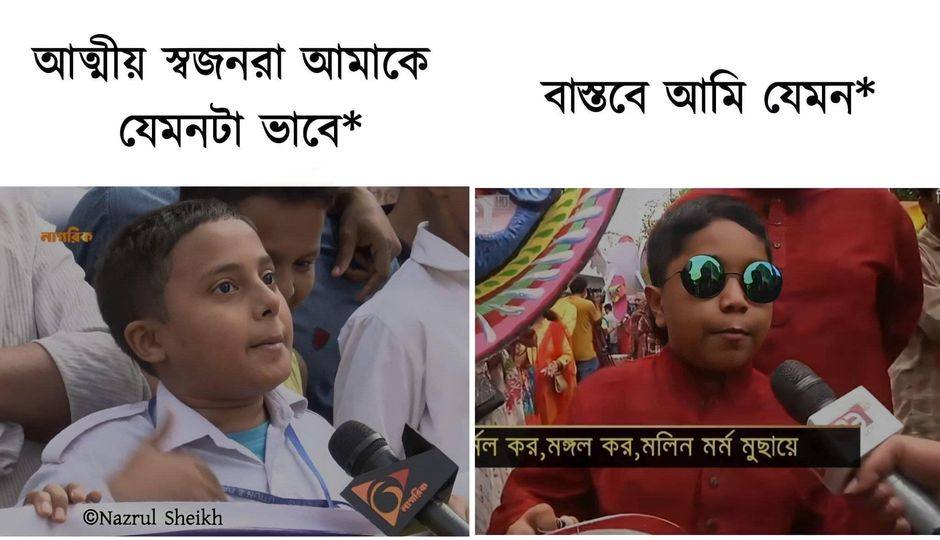 আত্মীয় স্বজনরা আমাকে
যেমনটা ভাবে*
বাস্তবে আমি যেমন*
নাগরিক
নাগরিক
©Nazrul Sheikh
র্মল কর,মঙ্গল কর,মলিন মর্ম মুছায়ে